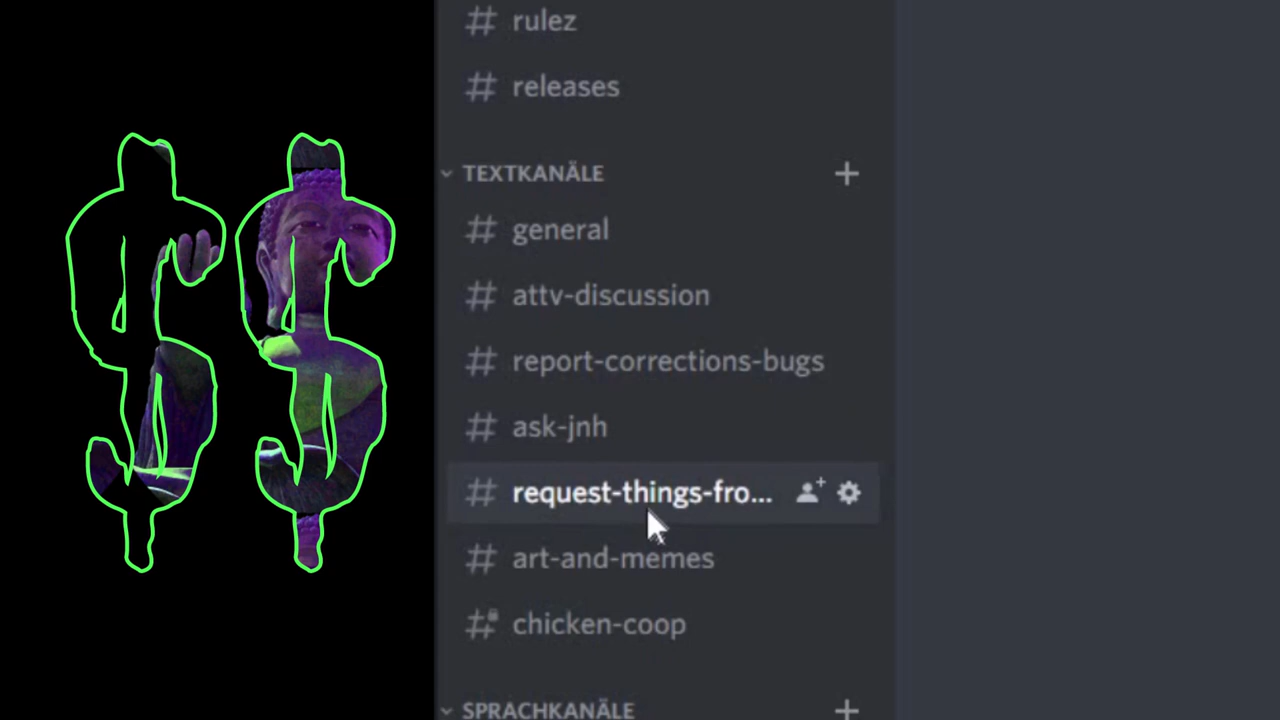 # rulez
# releases
TEXTKANÄLE
# general
# attv-discussion
# report-corrections-bugs
# ask-jnh
# request-things-fro...
# art-and-memes
# chicken-coop
SPRACHKANÄLE